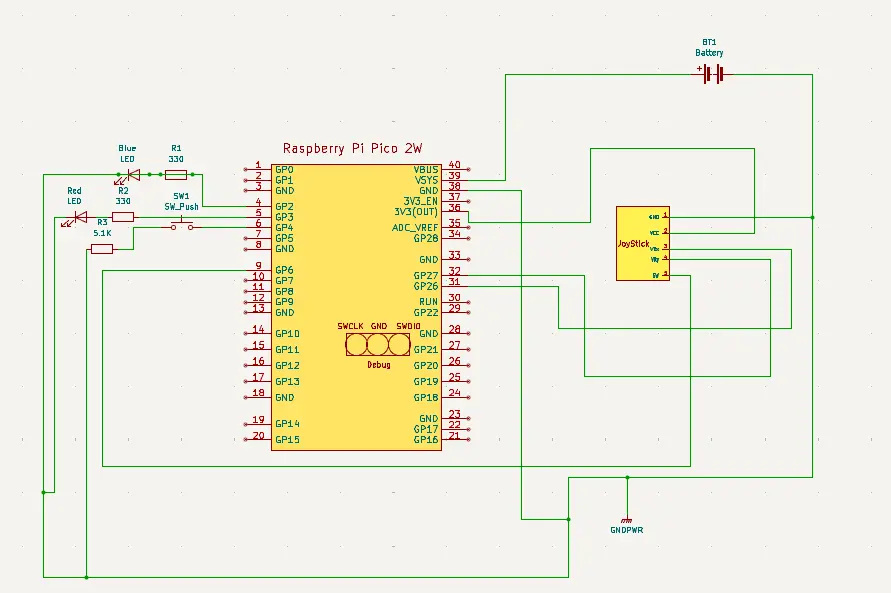 BT1
Battery
+
Raspberry Pi Pico 2W
Blue
LED
R1
330
Red
LED
R2
330
SW1
SW_Push
R3
5.1K
1 GP0
2 GP1
3 GND
4 GP2
5 GP3
6 GP4
7 GP5
8 GND
9 GP6
10 GP7
11 GP8
12 GP9
13 GND
14 GP10
15 GP11
16 GP12
17 GP13
18 GND
19 GP14
20 GP15
VBUS 40
VSYS 39
GND 38
3V3_EN 37
3V3(OUT) 36
ADC_VREF 35
GP28 34
GND 33
GP27 32
GP26 31
RUN 30
GP22 29
GND 28
GP21 27
GP20 26
GP19 25
GP18 24
GND 23
GP17 22
GP16 21
SWCLK GND SWDIO
Debug
JoyStick
GND 1
VCC 2
VRx 3
VRy 4
SW 5
GNDPWR